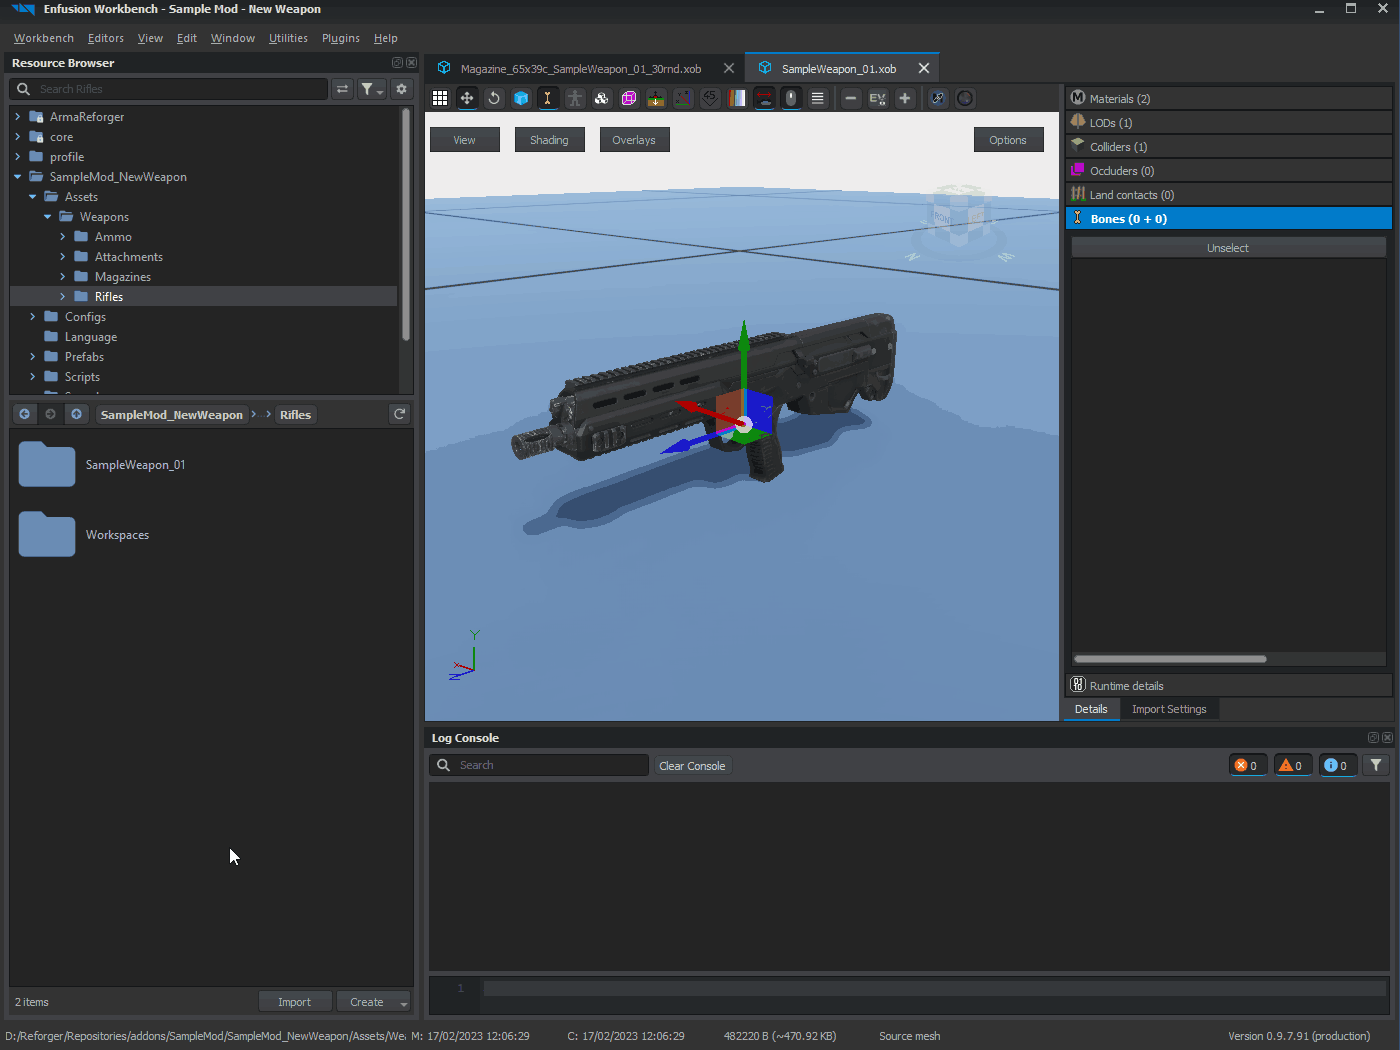 Enfusion Workbench - Sample Mod - New Weapon
Workbench Editors View Edit Window Utilities Plugins Help
Resource Browser
Search Rifles
ArmaReforger
core
profile
SampleMod_NewWeapon
Assets
Weapons
Ammo
Attachments
Magazines
Rifles
Configs
Language
Prefabs
Scripts
SampleMod_NewWeapon Rifles
SampleWeapon_01
Workspaces
2 items
Import
Create
Magazine_65x39c_SampleWeapon_01_30rnd.xob
SampleWeapon_01.xob
EV
View
Shading
Overlays
Options
Y
X
Z
Materials (2)
LODs (1)
Colliders (1)
Occluders (0)
Land contacts (0)
Bones (0 + 0)
Unselect
Runtime details
Details
Import Settings
Log Console
Search
Clear Console
0
0
0
1
D:/Reforger/Repositories/addons/SampleMod/SampleMod_NewWeapon/Assets/Wea M: 17/02/2023 12:06:29 C: 17/02/2023 12:06:29 482220 B (~470.92 KB) Source mesh Version 0.9.7.91 (production)